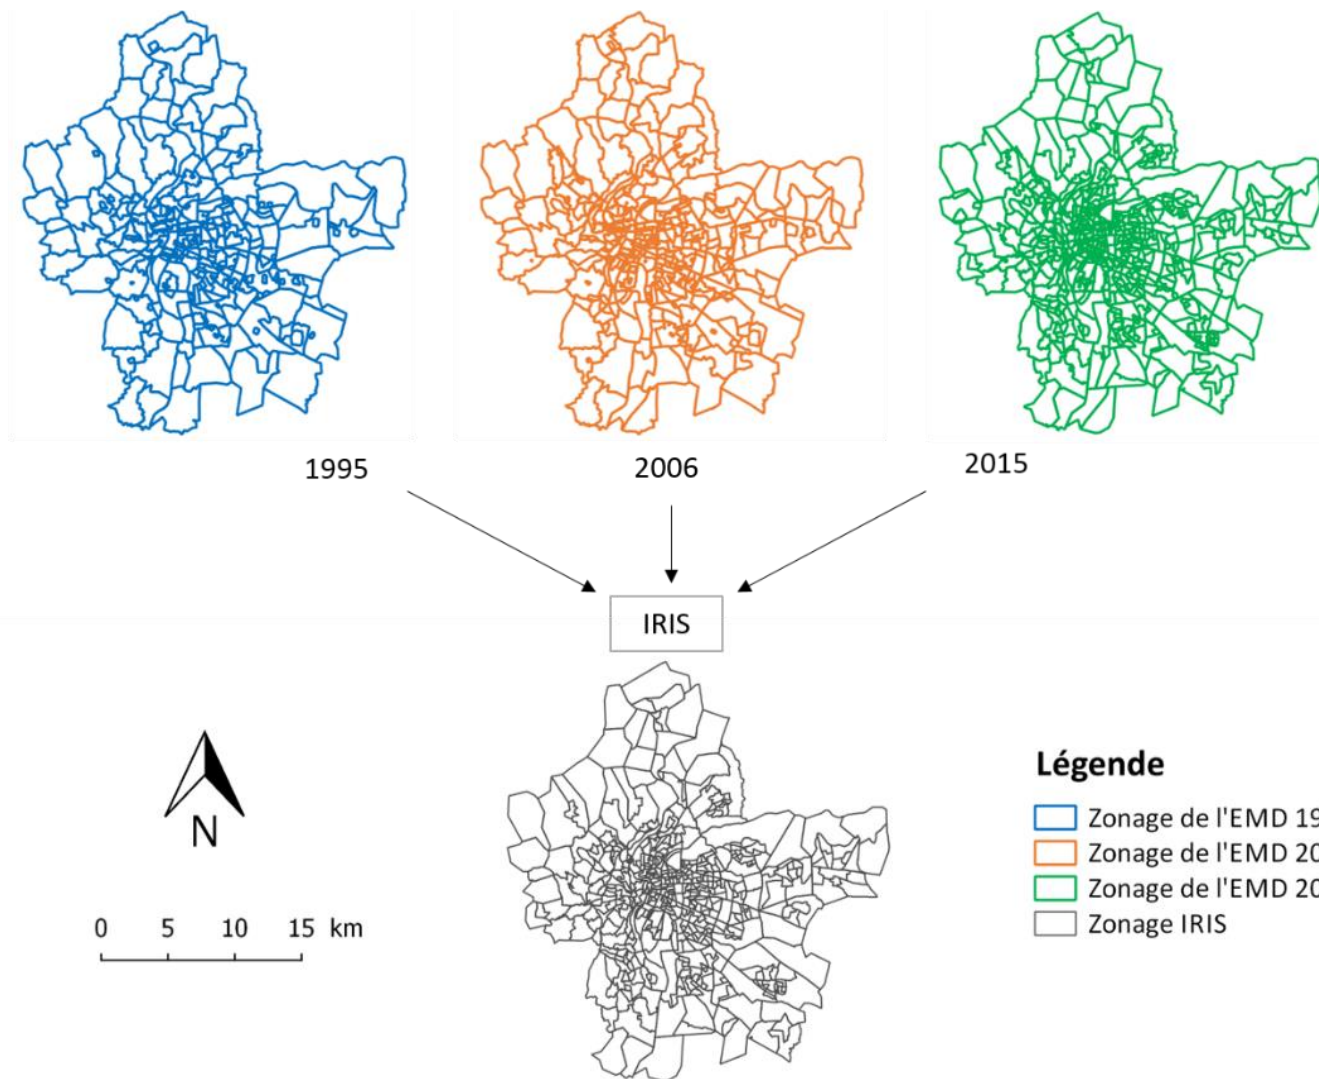 1995
2006
2015
IRIS
N
0 5 10 15 km
Légende
Zonage de l'EMD 19
Zonage de l'EMD 20
Zonage de l'EMD 20
Zonage IRIS